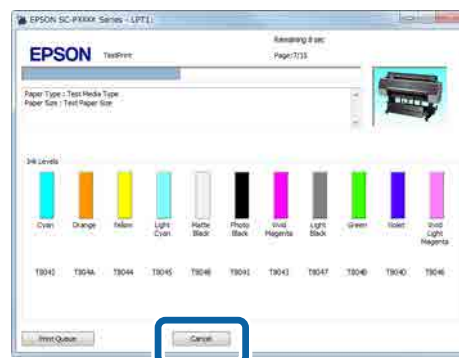 EPSON SC-PXXXX Series - LPT1:
EPSON
TestPrint
Remaining 8 sec
Page:7/15
Paper Type : Test Media Type
Paper Size : Test Paper Size
Ink Levels
Cyan Orange Yellow Light Cyan Matte Black Photo Black Vivid Magenta Light Black Green Violet Vivid Light Magenta
T8042 T804A T8044 T8045 T8048 T8041 T8043 T8047 T804B T804D T8046
Print Queue Cancel